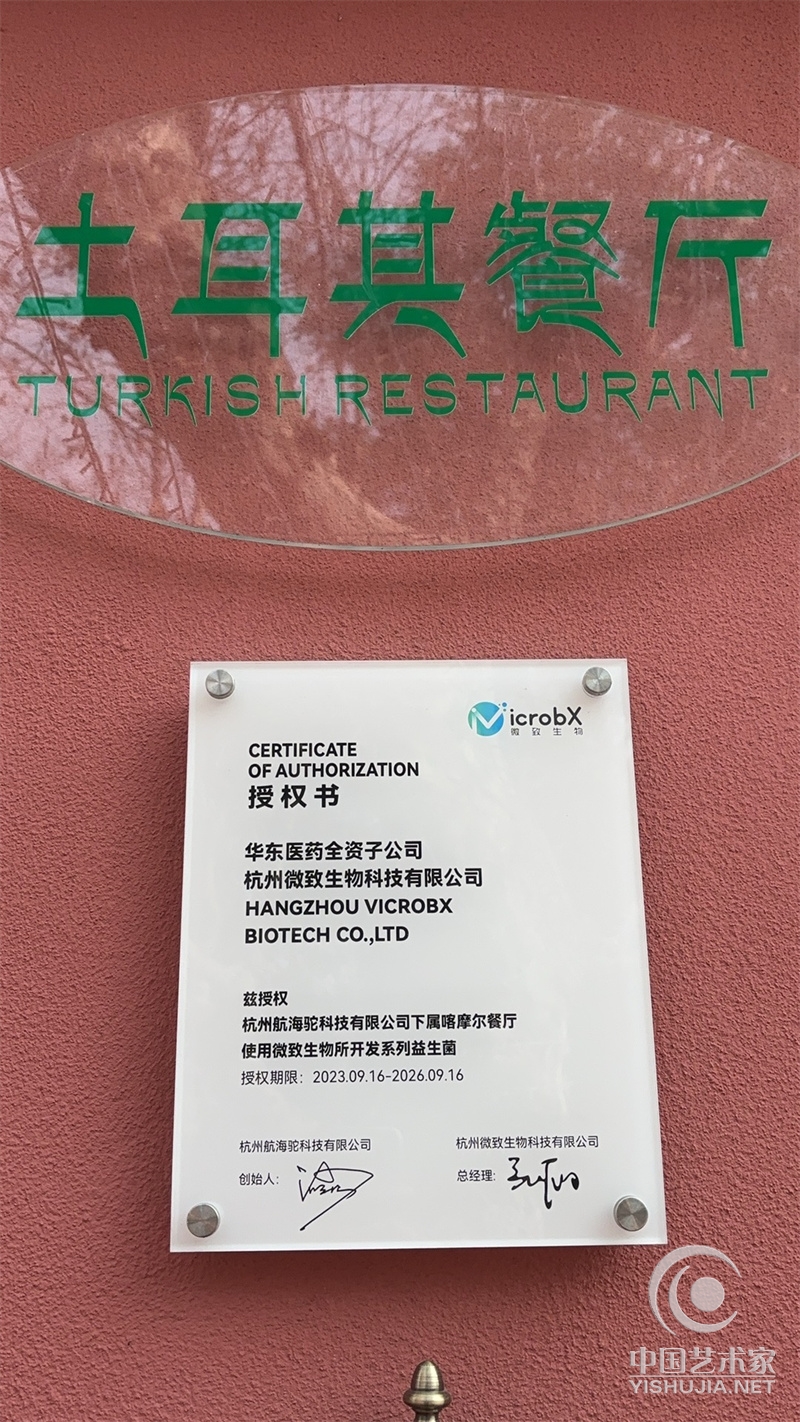 土耳其餐厅
TURKISH RESTAURANT
VicrobX
微致生物
CERTIFICATE
OF AUTHORIZATION
授权书
华东医药全资子公司
杭州微致生物科技有限公司
HANGZHOU VICROBX
BIOTECH CO.,LTD
兹授权
杭州航海驼科技有限公司下属喀摩尔餐厅
使用微致生物所开发系列益生菌
授权期限：2023.09.16-2026.09.16
杭州航海驼科技有限公司
创始人：
杭州微致生物科技有限公司
总经理:
中国艺术家
YISHUJIA.NET